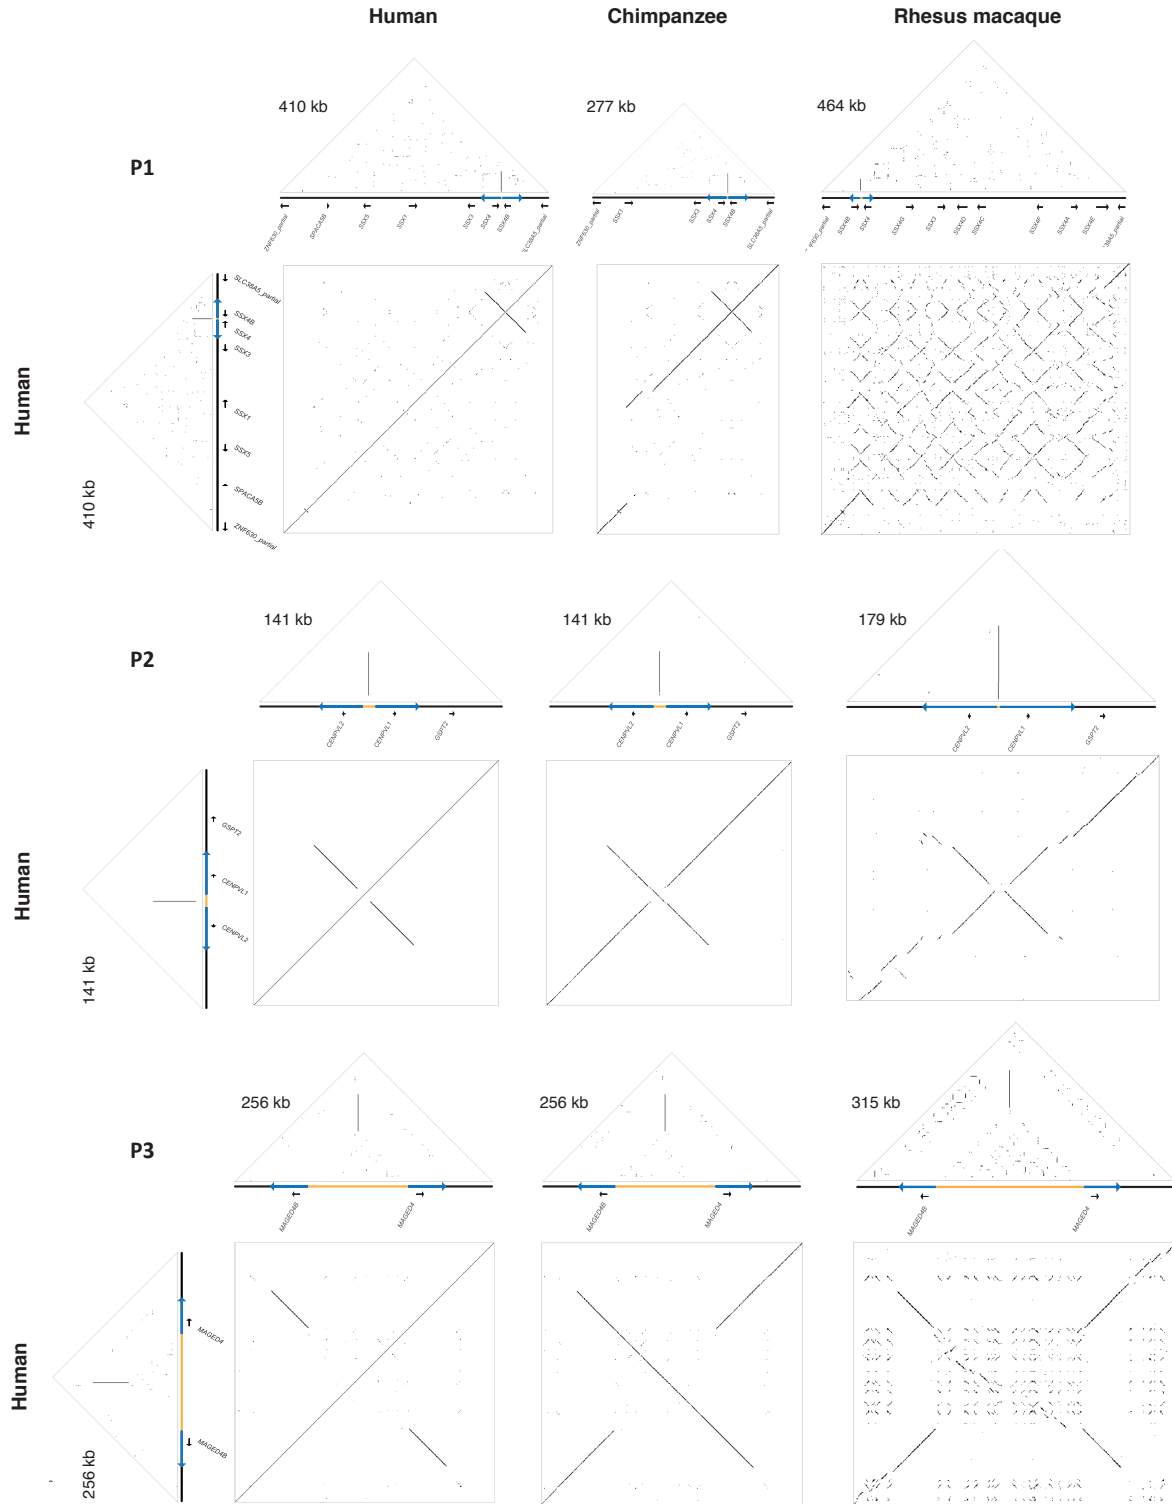 Human Chimpanzee Rhesus macaque
P1
410 kb 277 kb 464 kb
ZNF630_partial SPACA5B SSX5 SSX1 SSX3 SSX4 SSX4B SLC38A5_partial
ZNF630_partial SSX1 SSX3 SSX4 SSX4B SLC38A5_partial
SSX4B SSX4 SSX4G SSX3 SSX4D SSX4C SSX4F SSX4A SSX4E
Human
410 kb
SLC38A5_partial
SSX4B
SSX4
SSX3
SSX1
SSX5
SPACA5B
ZNF630_partial
P2
141 kb 141 kb 179 kb
CENPVL2 CENPVL1 GSPT2
CENPVL2 CENPVL1 GSPT2
CENPVL2 CENPVL1 GSPT2
Human
141 kb
GSPT2
CENPVL1
CENPVL2
P3
256 kb 256 kb 315 kb
MAGED4B MAGED4
MAGED4B MAGED4
MAGED4B MAGED4
Human
256 kb
MAGED4
MAGED4B